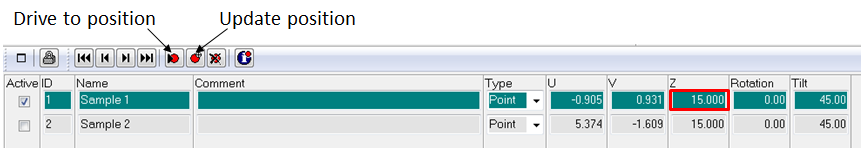 Drive to position Update position
Active ID Name Comment Type U V Z Rotation Tilt
1 Sample 1 Point -0.905 0.931 15.000 0.00 45.00
2 Sample 2 Point 5.374 -1.609 15.000 0.00 45.00